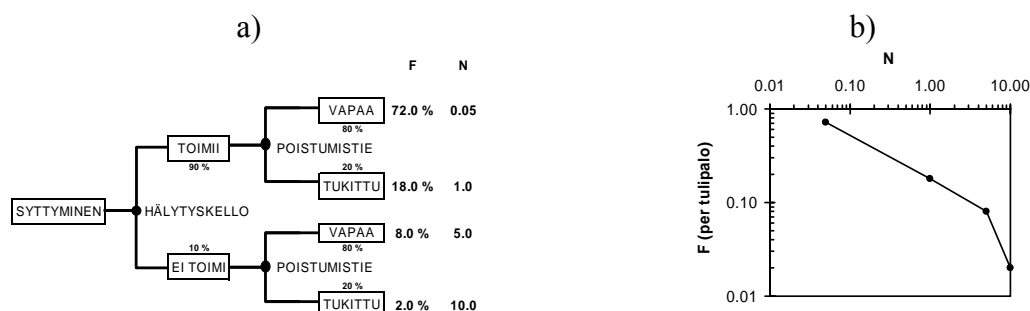 a)
F N
VAPAA 72.0 % 0.05
80 %
TOIMII POISTUMISTIE
90 %
20 %
TUKITTU 18.0 % 1.0
SYTTYMINEN HÄLYTYSKELLO
VAPAA 8.0 % 5.0
10 %
80 %
EI TOIMI POISTUMISTIE
20 %
TUKITTU 2.0 % 10.0
b)
N
0.01 0.10 1.00 10.00
1.00
0.10
0.01
F (per tulipalo)